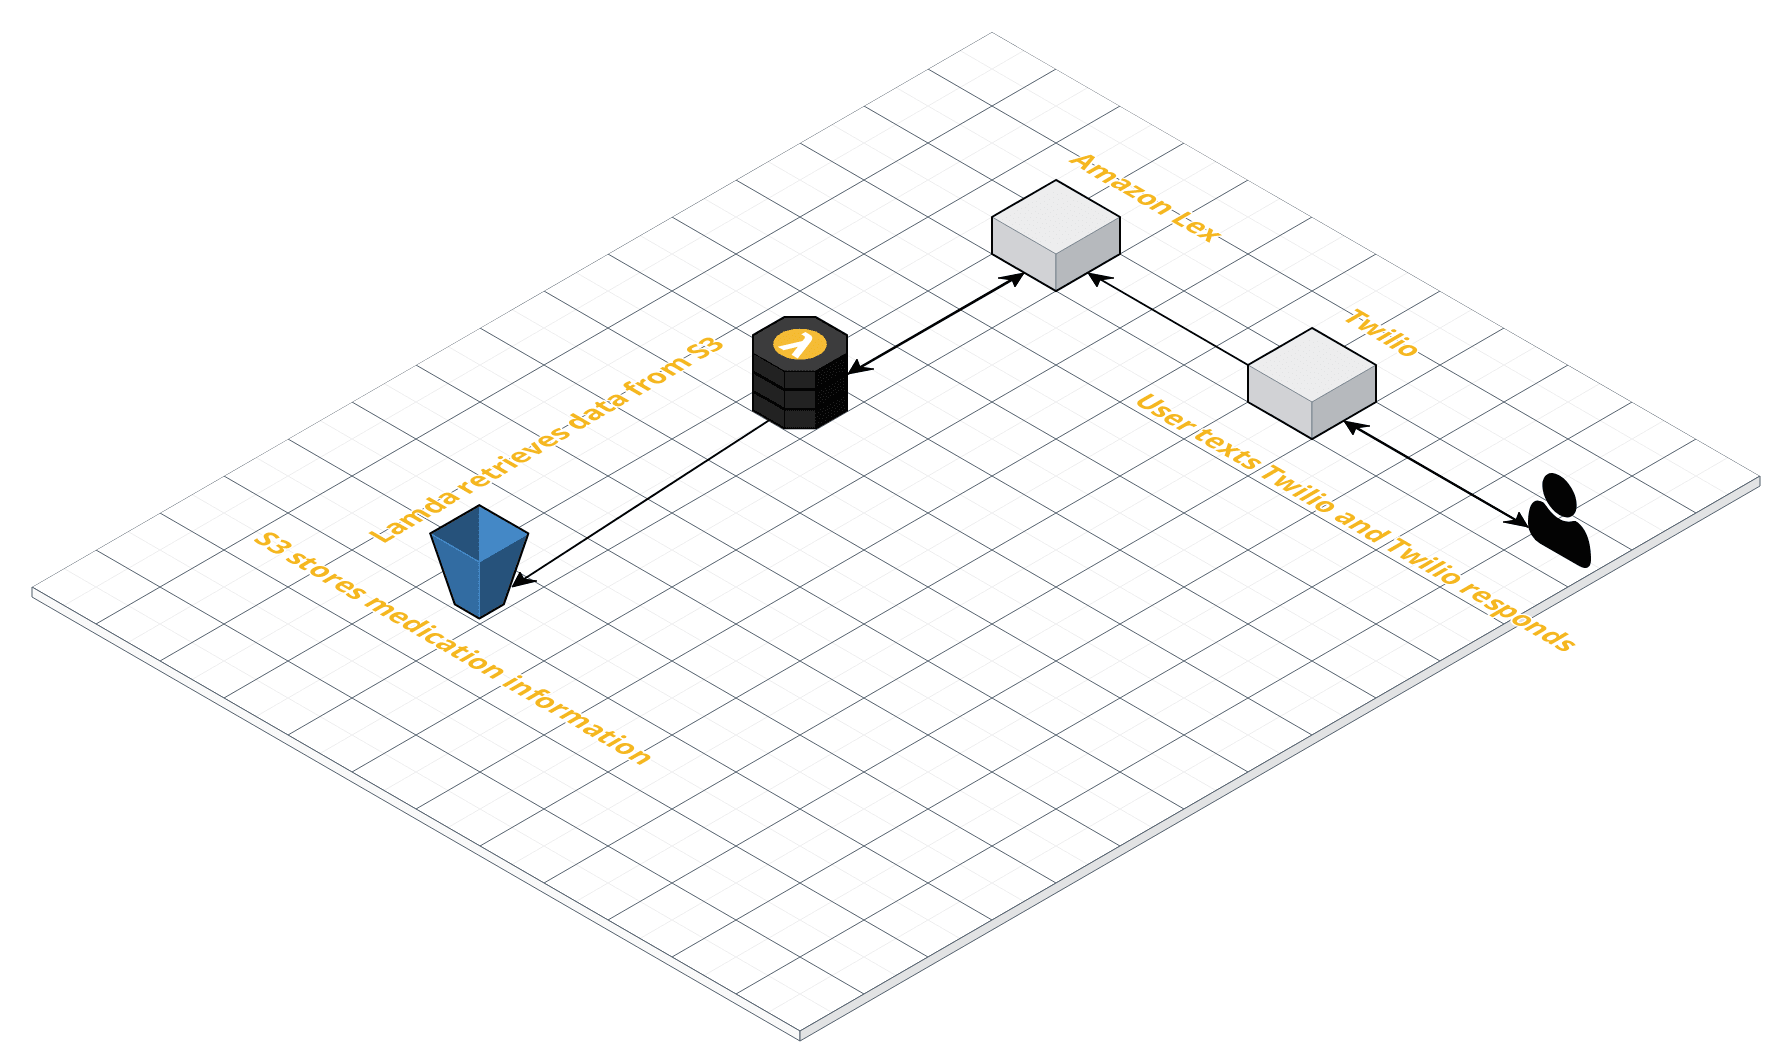 Amazon Lex
Twilio
Lamda retrieves data from S3
User texts Twilio and Twilio responds
S3 stores medication information